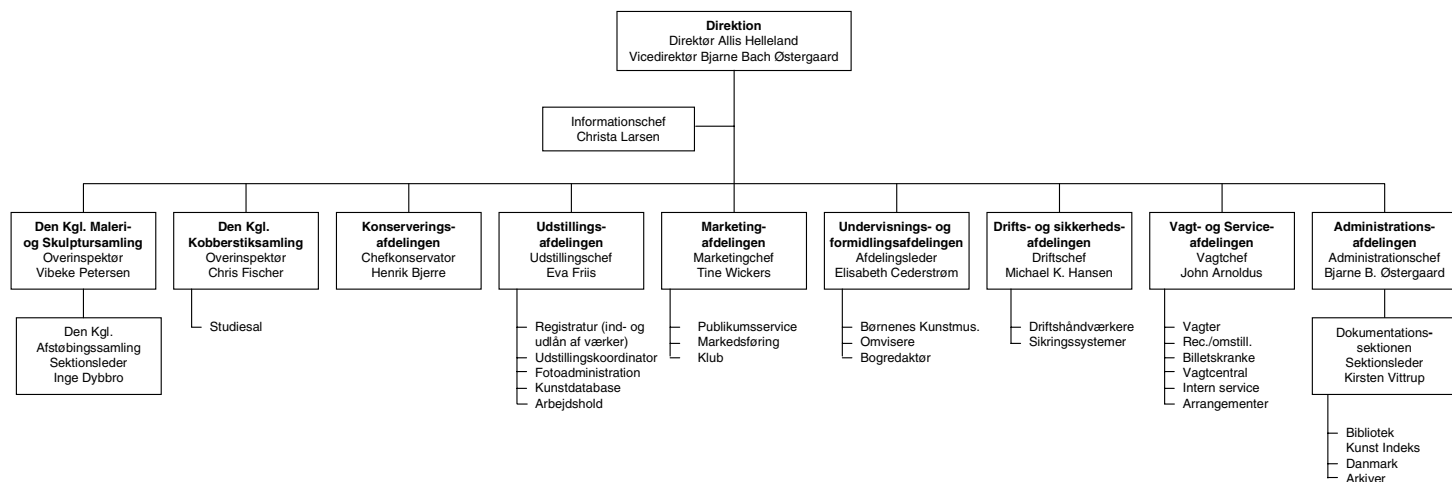 Direktion
Direktør Allis Helleland
Vicedirektør Bjarne Bach Østergaard
Informationschef
Christa Larsen
Den Kgl. Maleri-
og Skulptursamling
Overinspektør
Vibeke Petersen
Den Kgl.
Afstøbingssamling
Sektionsleder
Inge Dybbro
Den Kgl.
Kobberstiksamling
Overinspektør
Chris Fischer
Studiesal
Konserverings-
afdelingen
Chefkonservator
Henrik Bjerre
Udstillings-
afdelingen
Udstillingschef
Eva Friis
Registratur (ind- og
udlån af værker)
Udstillingskoordinator
Fotoadministration
Kunstdatabase
Arbejdshold
Marketing-
afdelingen
Marketingchef
Tine Wickers
Publikumsservice
Markedsføring
Klub
Undervisnings- og
formidlingsafdelingen
Afdelingsleder
Elisabeth Cederstrøm
Børnenes Kunstmus.
Omvisere
Bogredaktør
Drifts- og sikkerheds-
afdelingen
Driftschef
Michael K. Hansen
Driftshåndværkere
Sikringssystemer
Vagt- og Service-
afdelingen
Vagtchef
John Arnoldus
Vagter
Rec./omstill.
Billetskranke
Vagtcentral
Intern service
Arrangementer
Administrations-
afdelingen
Administrationschef
Bjarne B. Østergaard
Dokumentations-
sektionen
Sektionsleder
Kirsten Vittrup
Bibliotek
Kunst Indeks
Danmark
Arkiver